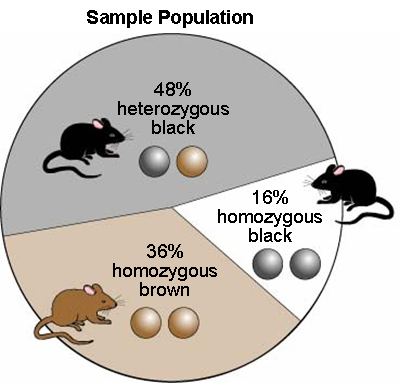 Sample Population
48%
heterozygous
black
16%
homozygous
black
36%
homozygous
brown